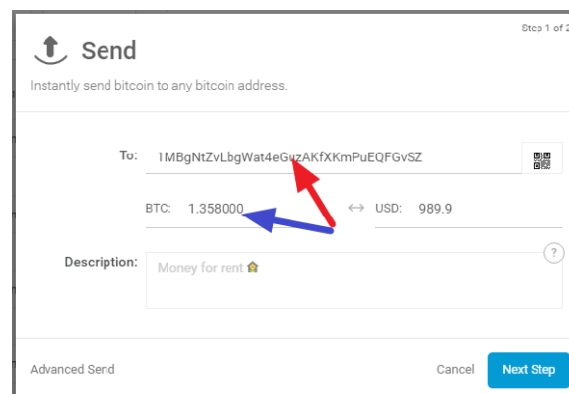 Step 1 of 2
Send
Instantly send bitcoin to any bitcoin address.
To: 1MBgNtZvLbgWat4eGuzAKfXKmPuEQFGvSZ
BTC: 1.358000 ↔ USD: 989.9
Description: Money for rent 🏠
?
Advanced Send Cancel Next Step